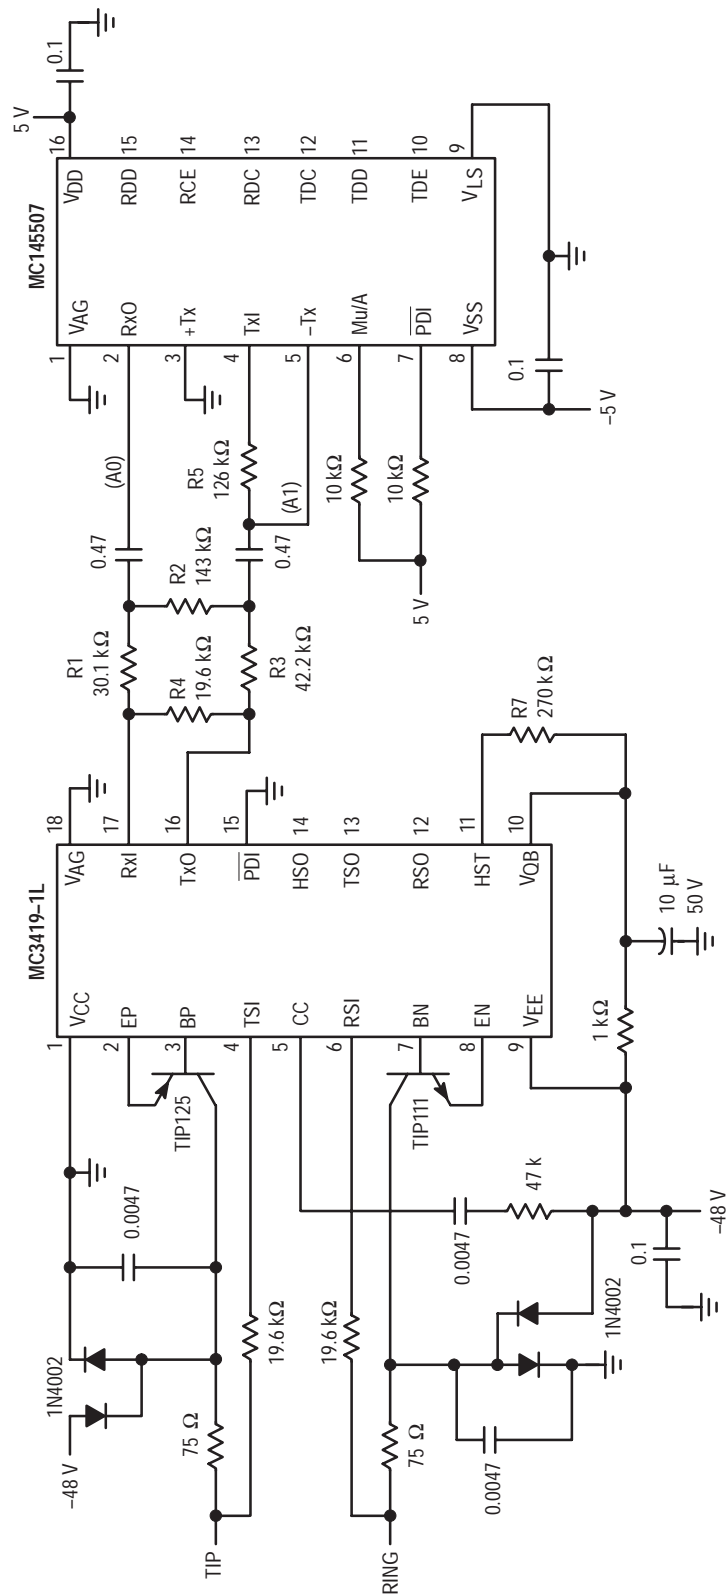 0.1
5 V
MC145507
VAG
VDD
RxO
RDD
+Tx
RCE
TxI
RDC
–Tx
TDC
Mu/A
TDD
PDI
TDE
VSS
VLS
1
2
3
4
5
6
7
8
16
15
14
13
12
11
10
9
(A0)
R5
126 kΩ
(A1)
10 kΩ
10 kΩ
0.1
–5 V
5 V
0.47
0.47
R2
143 kΩ
R1
30.1 kΩ
R4
19.6 kΩ
R3
42.2 kΩ
R7
270 kΩ
MC3419–1L
VCC
VAG
EP
RxI
BP
TxO
TSI
PDI
CC
HSO
RSI
TSO
BN
RSO
EN
HST
VEE
VQB
18
17
16
15
14
13
12
11
10
1
2
3
4
5
6
7
8
9
10 µF
50 V
1 kΩ
TIP125
TIP111
0.0047
0.0047
47 k
–48 V
0.1
1N4002
1N4002
–48 V
19.6 kΩ
19.6 kΩ
75 Ω
75 Ω
0.0047
TIP
RING